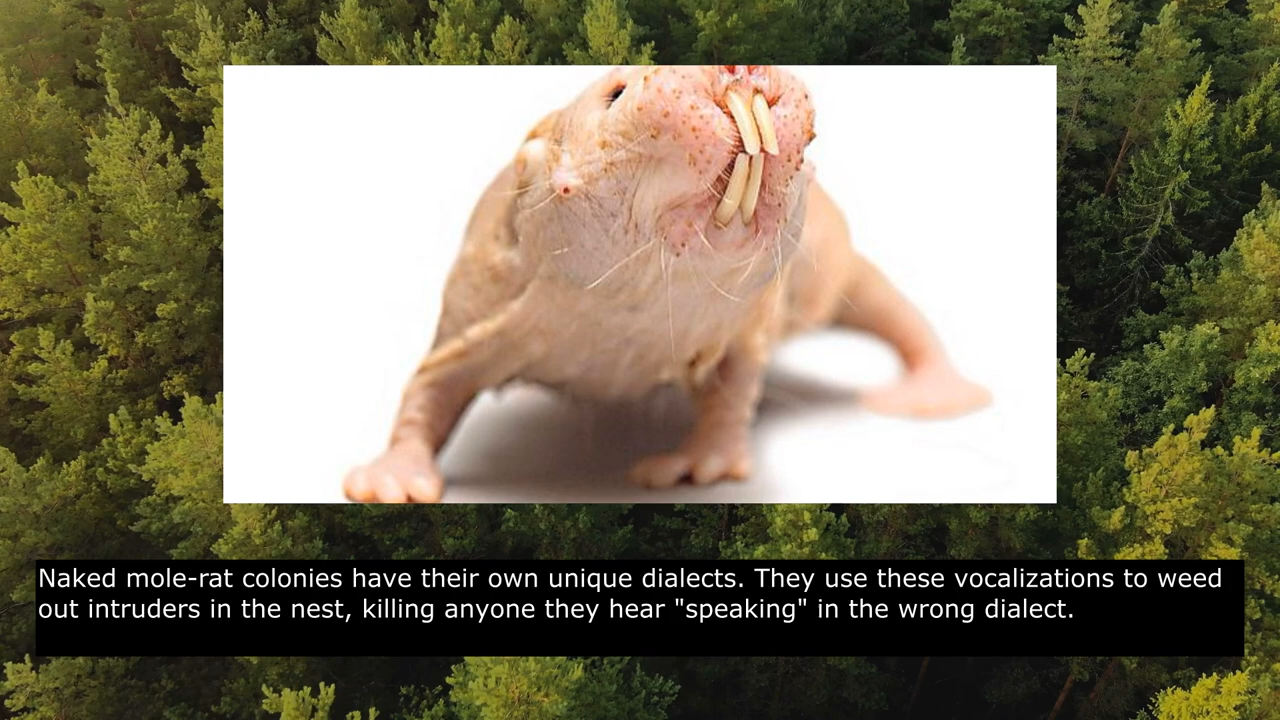 Naked mole-rat colonies have their own unique dialects. They use these vocalizations to weed
out intruders in the nest, killing anyone they hear "speaking" in the wrong dialect.